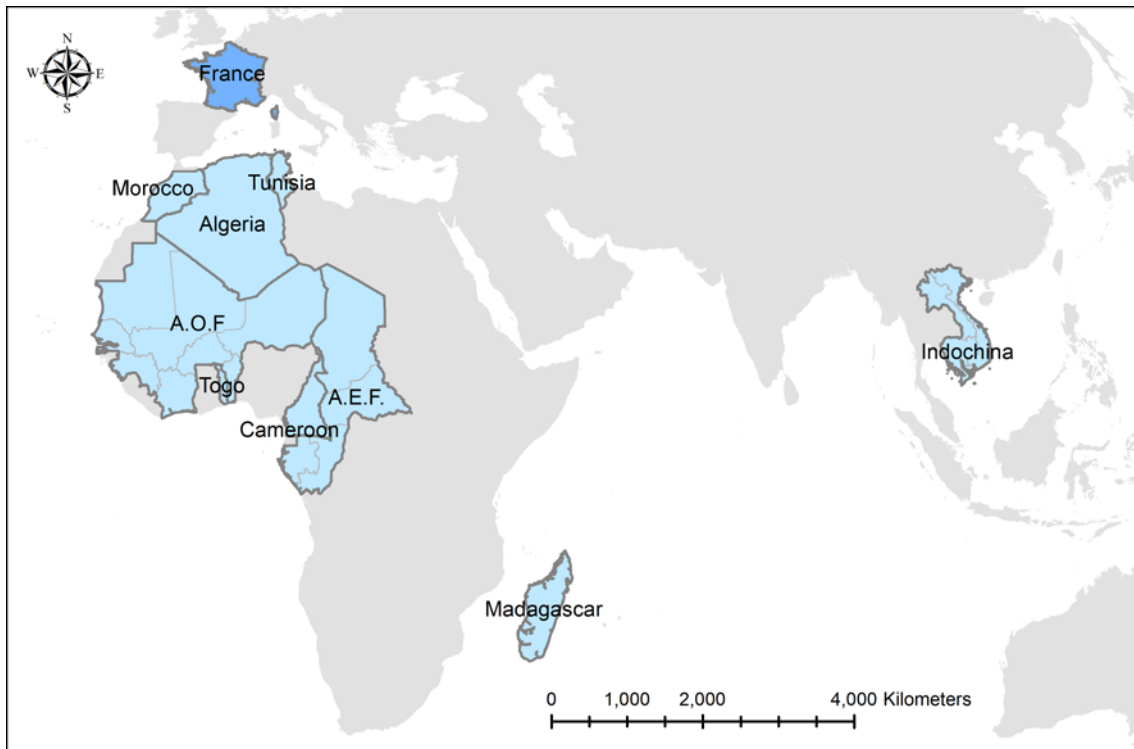 N
W E
S
France
Morocco
Tunisia
Algeria
A.O.F
Togo
A.E.F.
Cameroon
Indochina
Madagascar
0 1,000 2,000 4,000 Kilometers